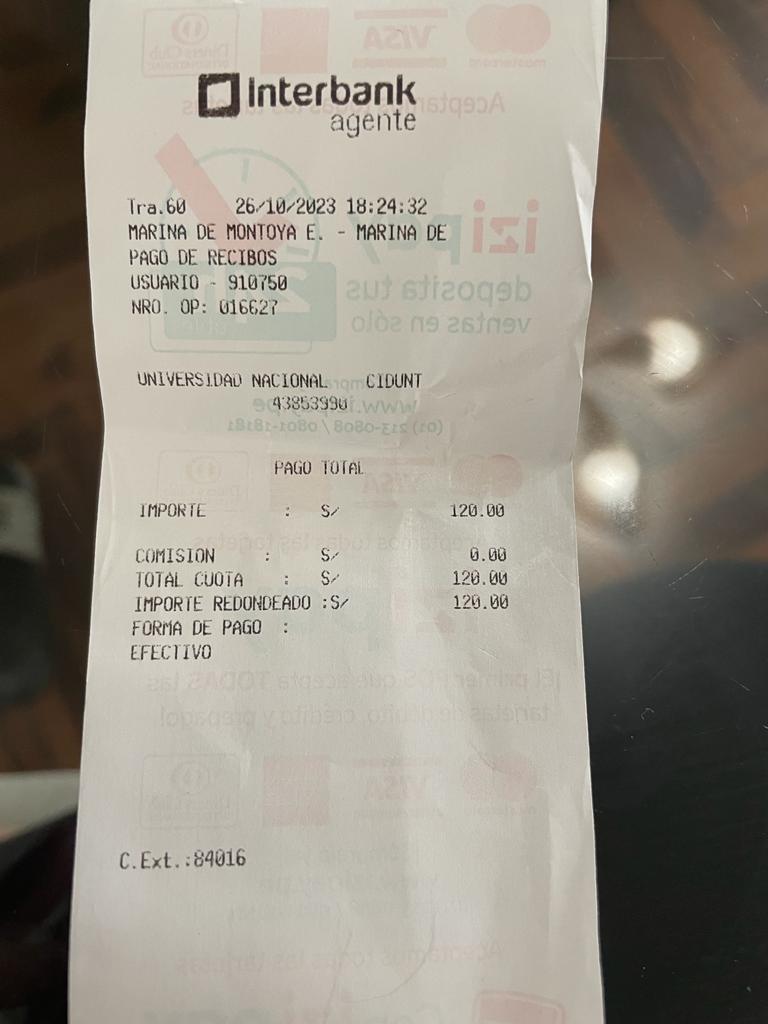 Interbank
agente
Tra.60 26/10/2023 18:24:32
MARINA DE MONTOYA E. - MARINA DE
PAGO DE RECIBOS
USUARIO - 910750
NRO. OP: 016627
UNIVERSIDAD NACIONAL CIDUNT
43853990
PAGO TOTAL
IMPORTE : S/ 120.00
COMISION : S/ 0.00
TOTAL CUOTA : S/ 120.00
IMPORTE REDONDEADO :S/ 120.00
FORMA DE PAGO :
EFECTIVO
C.Ext.:84016